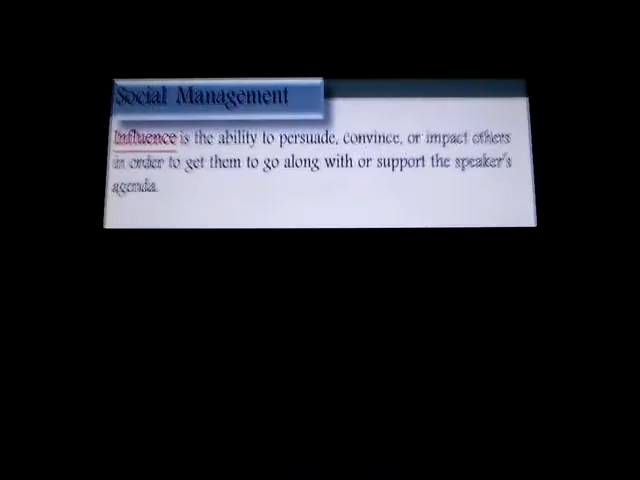 Social Management
Influence is the ability to persuade, convince, or impact others
in order to get them to go along with or support the speaker's
agenda.